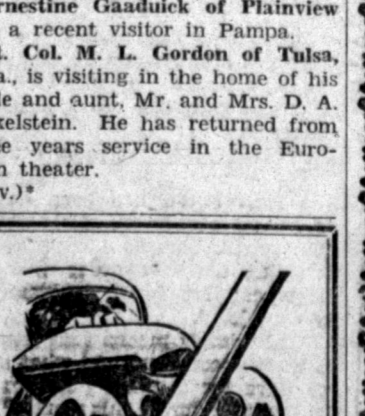 rnestine Gaaduick of Plainview
a recent visitor in Pampa.
t. Col. M. L. Gordon of Tulsa,
a., is visiting in the home of his
le and aunt, Mr. and Mrs. D. A.
kelstein. He has returned from
e years service in the Euro-
n theater.
v.)*